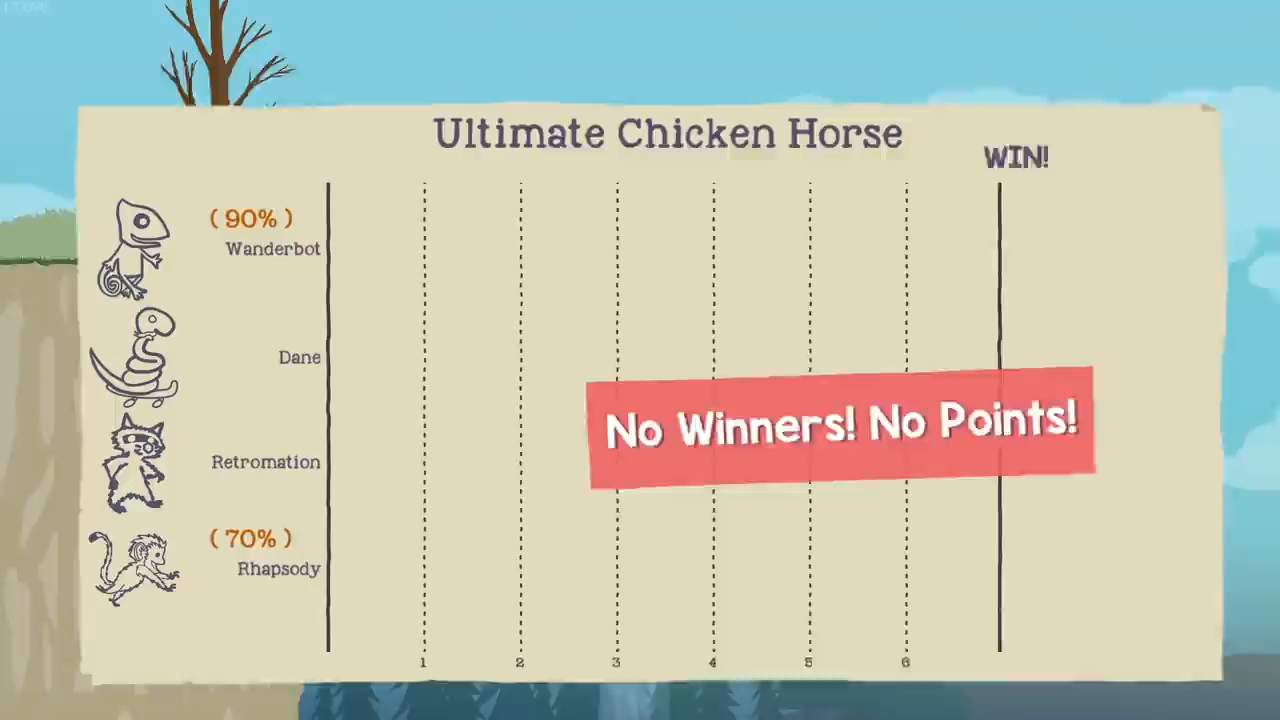 Ultimate Chicken Horse
WIN!
( 90% )
Wanderbot
Dane
No Winners! No Points!
Retromation
( 70% )
Rhapsody
1 2 3 4 5 6